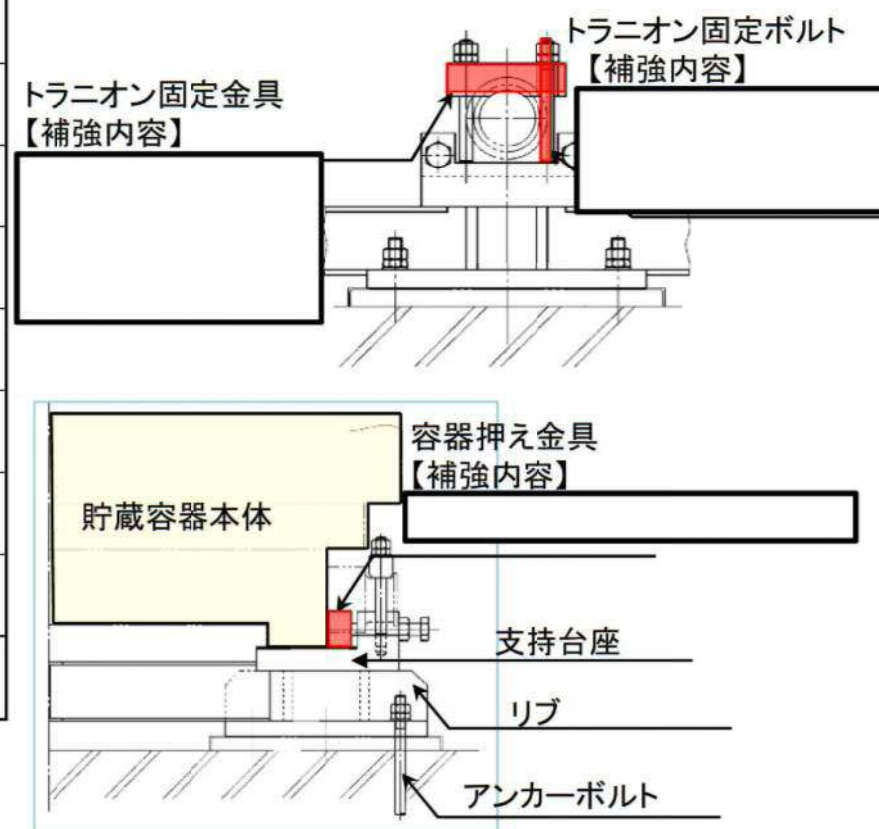 トラニオン固定ボルト
【補強内容】
トラニオン固定金具
【補強内容】
容器押え金具
【補強内容】
貯蔵容器本体
支持台座
リブ
アンカーボルト